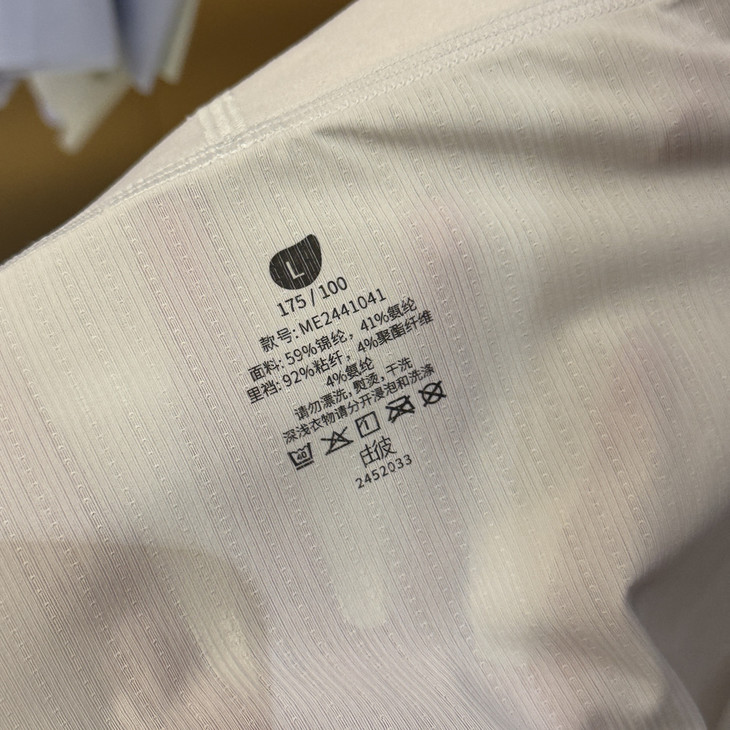 L
175/100
款号:ME2441041
面料:59%锦纶，41%氨纶
里裆:92%粘纤，4%聚酯纤维
4%氨纶
请勿漂洗，熨烫，干洗
深浅衣物请分开浸泡和洗涤
40
2452033